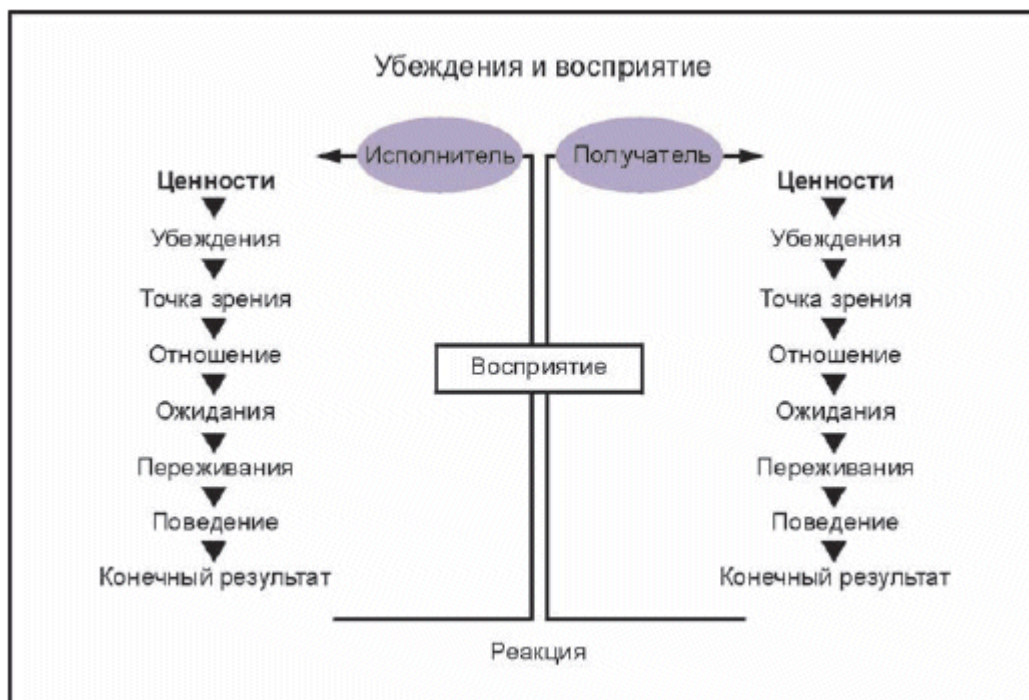 Убеждения и восприятие
Исполнитель
Получатель
Ценности
Убеждения
Точка зрения
Отношение
Ожидания
Переживания
Поведение
Конечный результат
Восприятие
Ценности
Убеждения
Точка зрения
Отношение
Ожидания
Переживания
Поведение
Конечный результат
Реакция